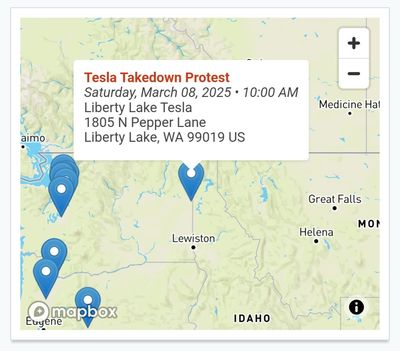 Tesla Takedown Protest
Saturday, March 08, 2025 • 10:00 AM
Liberty Lake Tesla
1805 N Pepper Lane
Liberty Lake, WA 99019 US
+
−
Medicine Hat
aimo
Great Falls
MON
Helena
Lewiston
mapbox
Eugene
IDAHO
i